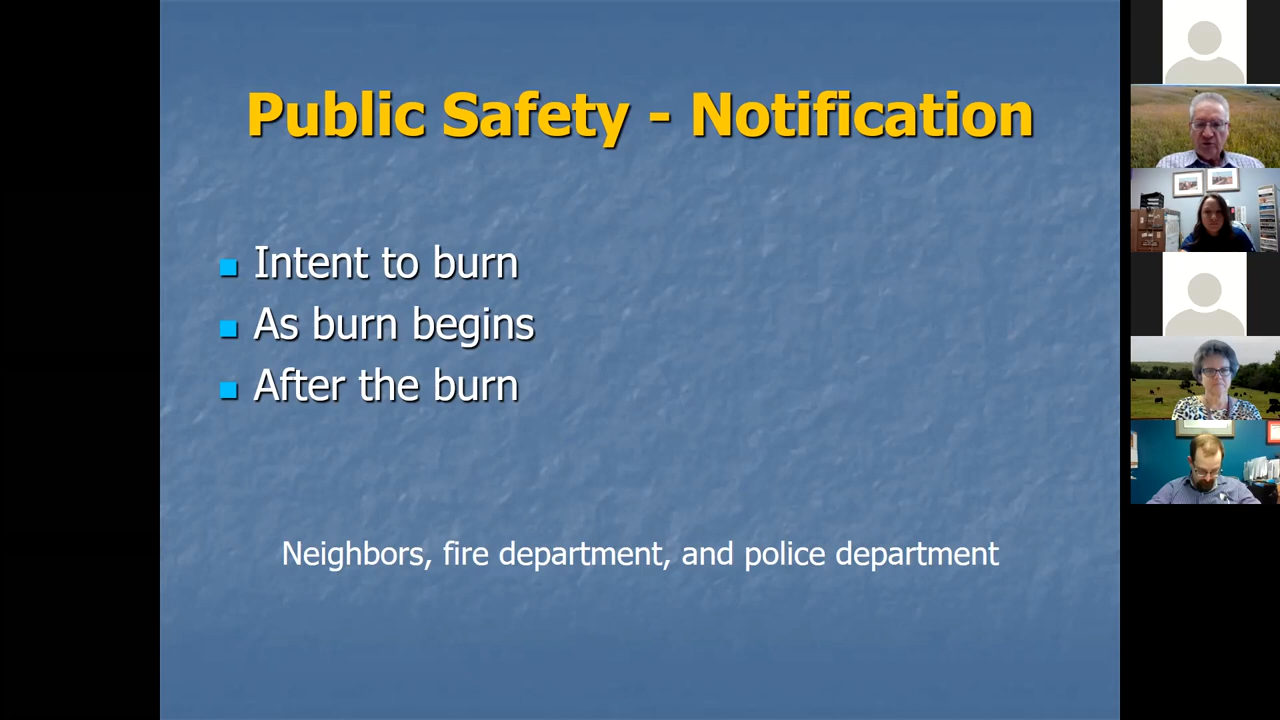 Public Safety - Notification
Intent to burn
As burn begins
After the burn
Neighbors, fire department, and police department